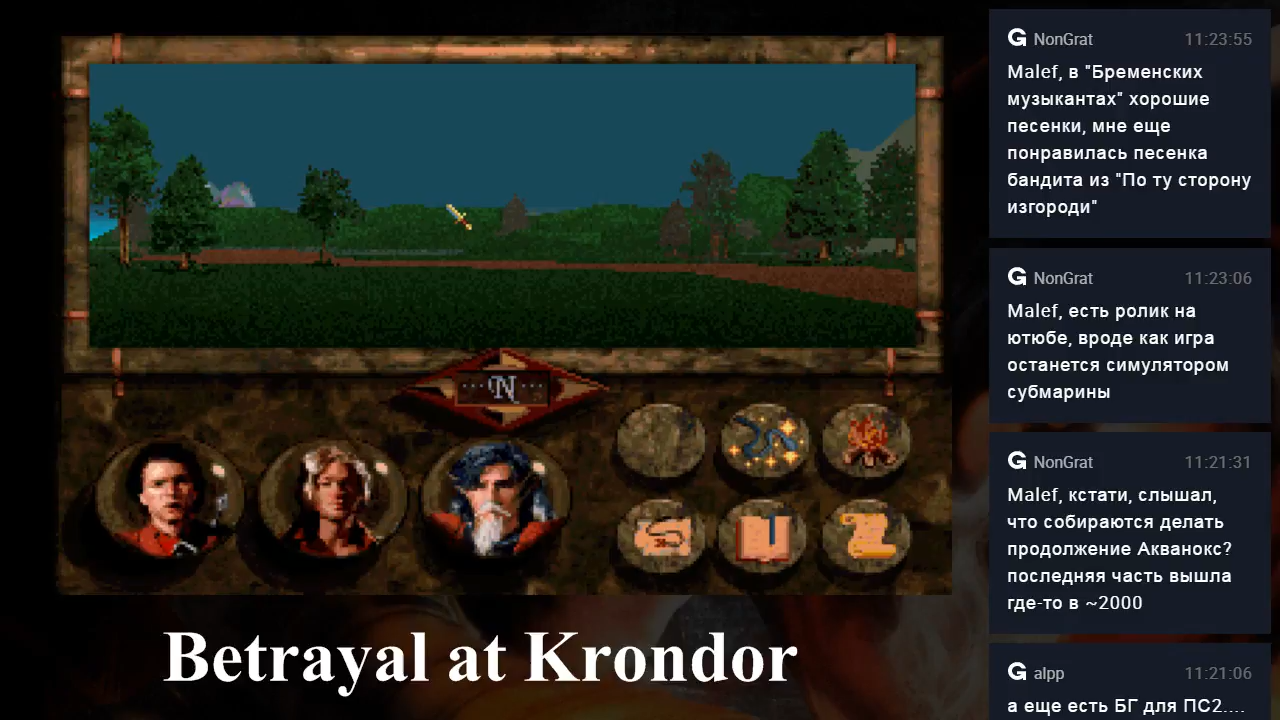 N
Betrayal at Krondor
G NonGrat 11:23:55
Malef, в "Бременских
музыкантах" хорошие
песенки, мне еще
понравилась песенка
бандита из "По ту сторону
изгороди"
G NonGrat 11:23:06
Malef, есть ролик на
ютюбе, вроде как игра
останется симулятором
субмарины
G NonGrat 11:21:31
Malef, кстати, слышал,
что собираются делать
продолжение Акванокс?
последняя часть вышла
где-то в ~2000
G alpp 11:21:06
а еще есть БГ для ПС2....